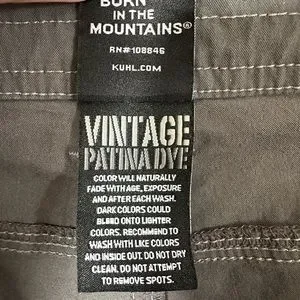 BORN
IN THE
MOUNTAINS®
RN#108846
KUHL.COM
VINTAGE
PATINA DYE
COLOR WILL NATURALLY
FADE WITH AGE, EXPOSURE
AND AFTER EACH WASH.
DARK COLORS COULD
BLEED ONTO LIGHTER
COLORS. RECOMMEND TO
WASH WITH LIKE COLORS
AND INSIDE OUT. DO NOT DRY
CLEAN. DO NOT ATTEMPT
TO REMOVE SPOTS.